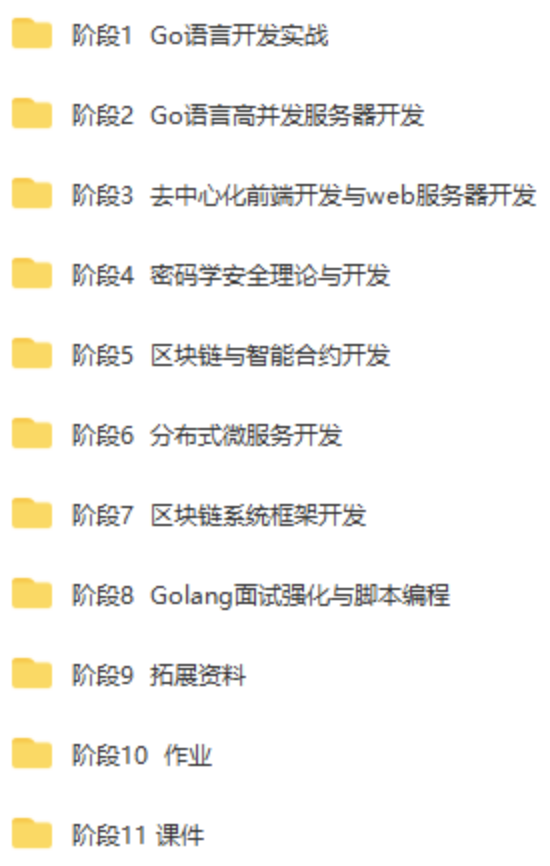 阶段1 Go语言开发实战
阶段2 Go语言高并发服务器开发
阶段3 去中心化前端开发与web服务器开发
阶段4 密码学安全理论与开发
阶段5 区块链与智能合约开发
阶段6 分布式微服务开发
阶段7 区块链系统框架开发
阶段8 Golang面试强化与脚本编程
阶段9 拓展资料
阶段10 作业
阶段11 课件